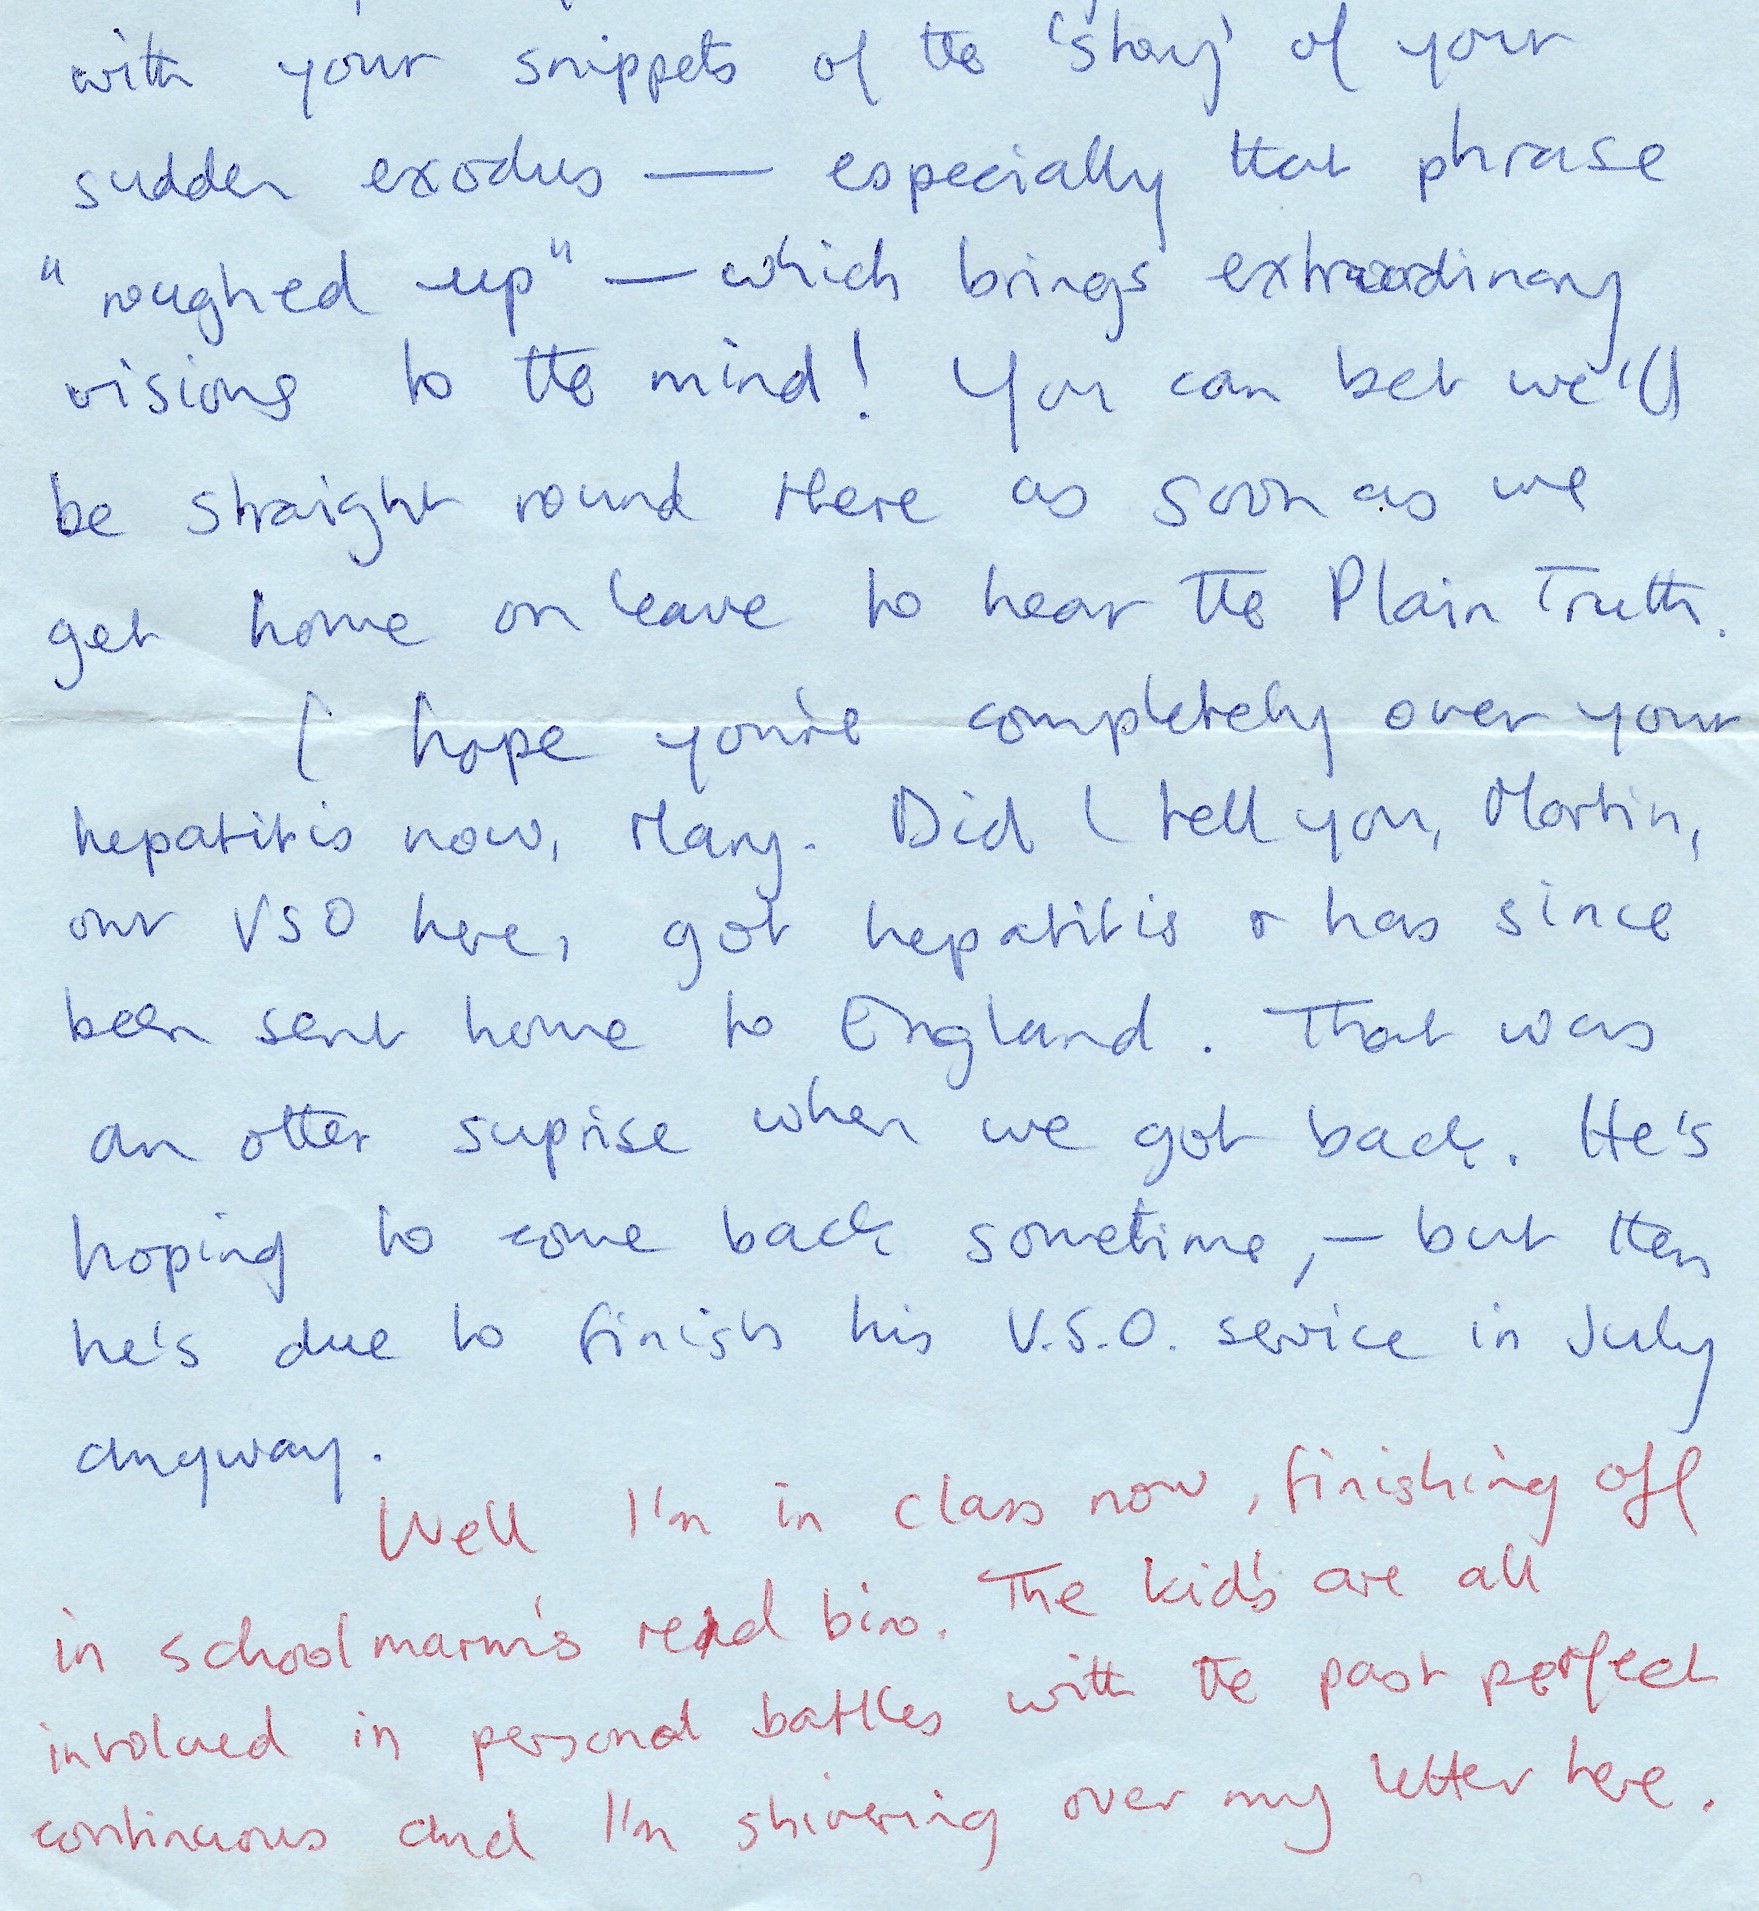 with your snippets of the 'story' of your
sudden exodus — especially that phrase
"roughed up" — which brings extraordinary
visions to the mind! You can bet we'll
be straight round there as soon as we
get home on leave to hear the Plain Truth.
I hope you're completely over your
hepatitis now, Mary. Did I tell you, Martin,
our VSO here, got hepatitis & has since
been sent home to England. That was
an other suprise when we got back. He's
hoping to come back sometime, — but then
he's due to finish his V.S.O. service in July
anyway.
Well I'm in class now, finishing off
in schoolmarm's read biro. The kid's are all
involved in personal battles with the past perfect
continuous and I'm shivering over my letter here.